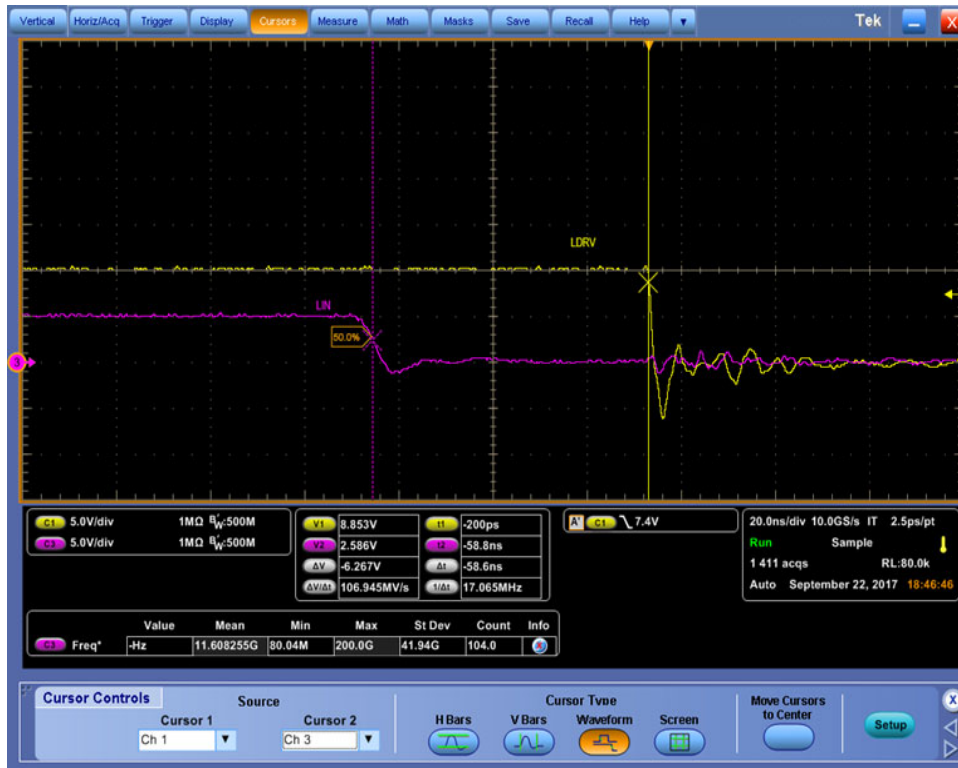 Vertical Horiz/Acq Trigger Display Cursors Measure Math Masks Save Recall Help Tek X
LDRV
LIN
50.0%
3
C1 5.0V/div 1MΩ BW:500M
C3 5.0V/div 1MΩ BW:500M
V1 8.853V t1 -200ps
V2 2.586V t2 -58.8ns
ΔV -6.267V Δt -58.6ns
ΔV/Δt 106.945MV/s 1/Δt 17.065MHz
A' C1 7.4V
20.0ns/div 10.0GS/s IT 2.5ps/pt
Run Sample
1 411 acqs RL:80.0k
Auto September 22, 2017 18:46:46
Value Mean Min Max St Dev Count Info
C3 Freq* -Hz 11.608255G 80.04M 200.0G 41.94G 104.0
Cursor Controls
Source
Cursor 1 Cursor 2
Ch 1 Ch 3
Cursor Type
H Bars V Bars Waveform Screen
Move Cursors
to Center
Setup
X